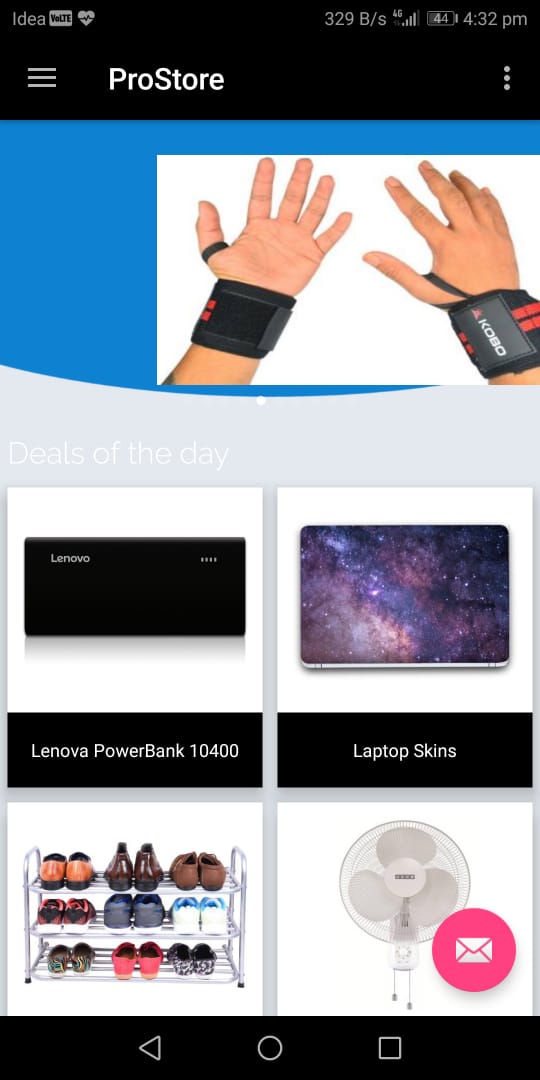 Idea VoLTE 329 B/s 4G 44 4:32 pm
ProStore
KOBO
Deals of the day
Lenovo
Lenova PowerBank 10400
Laptop Skins